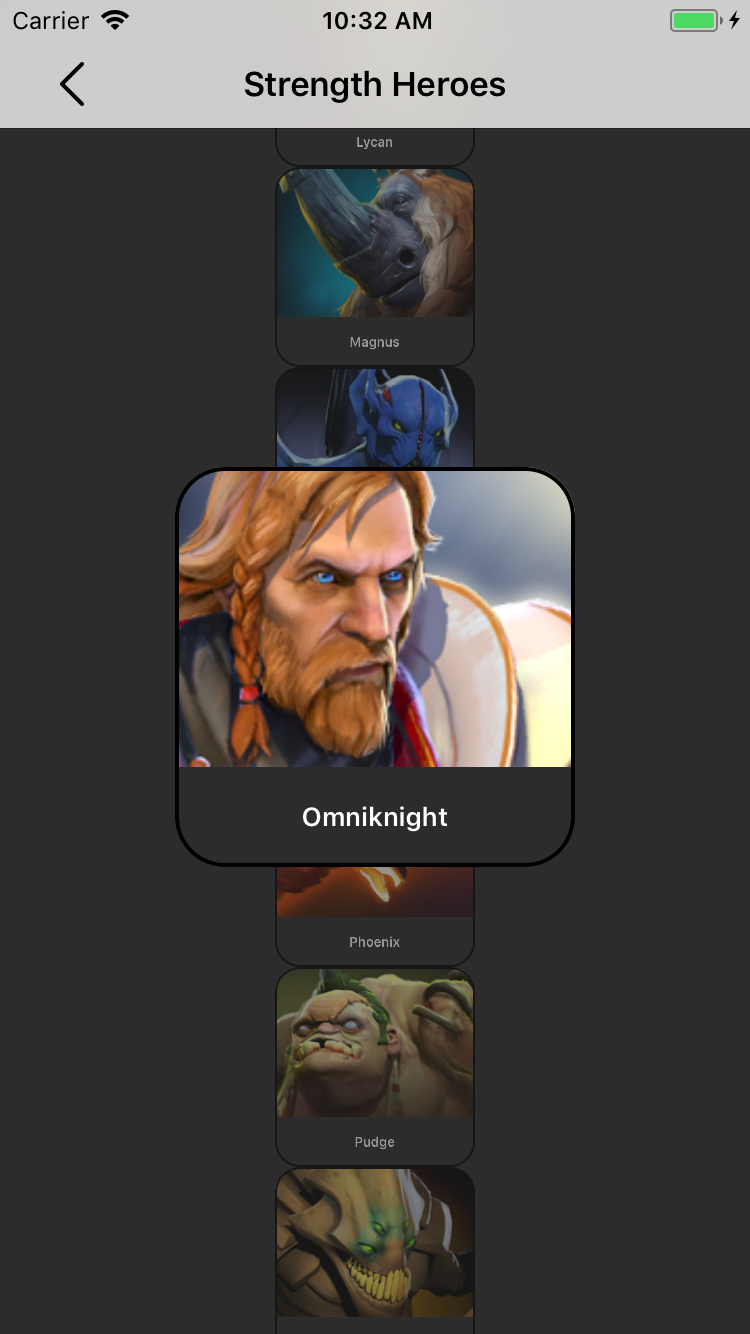 Carrier 10:32 AM
Strength Heroes
Lycan
Magnus
Omniknight
Phoenix
Pudge